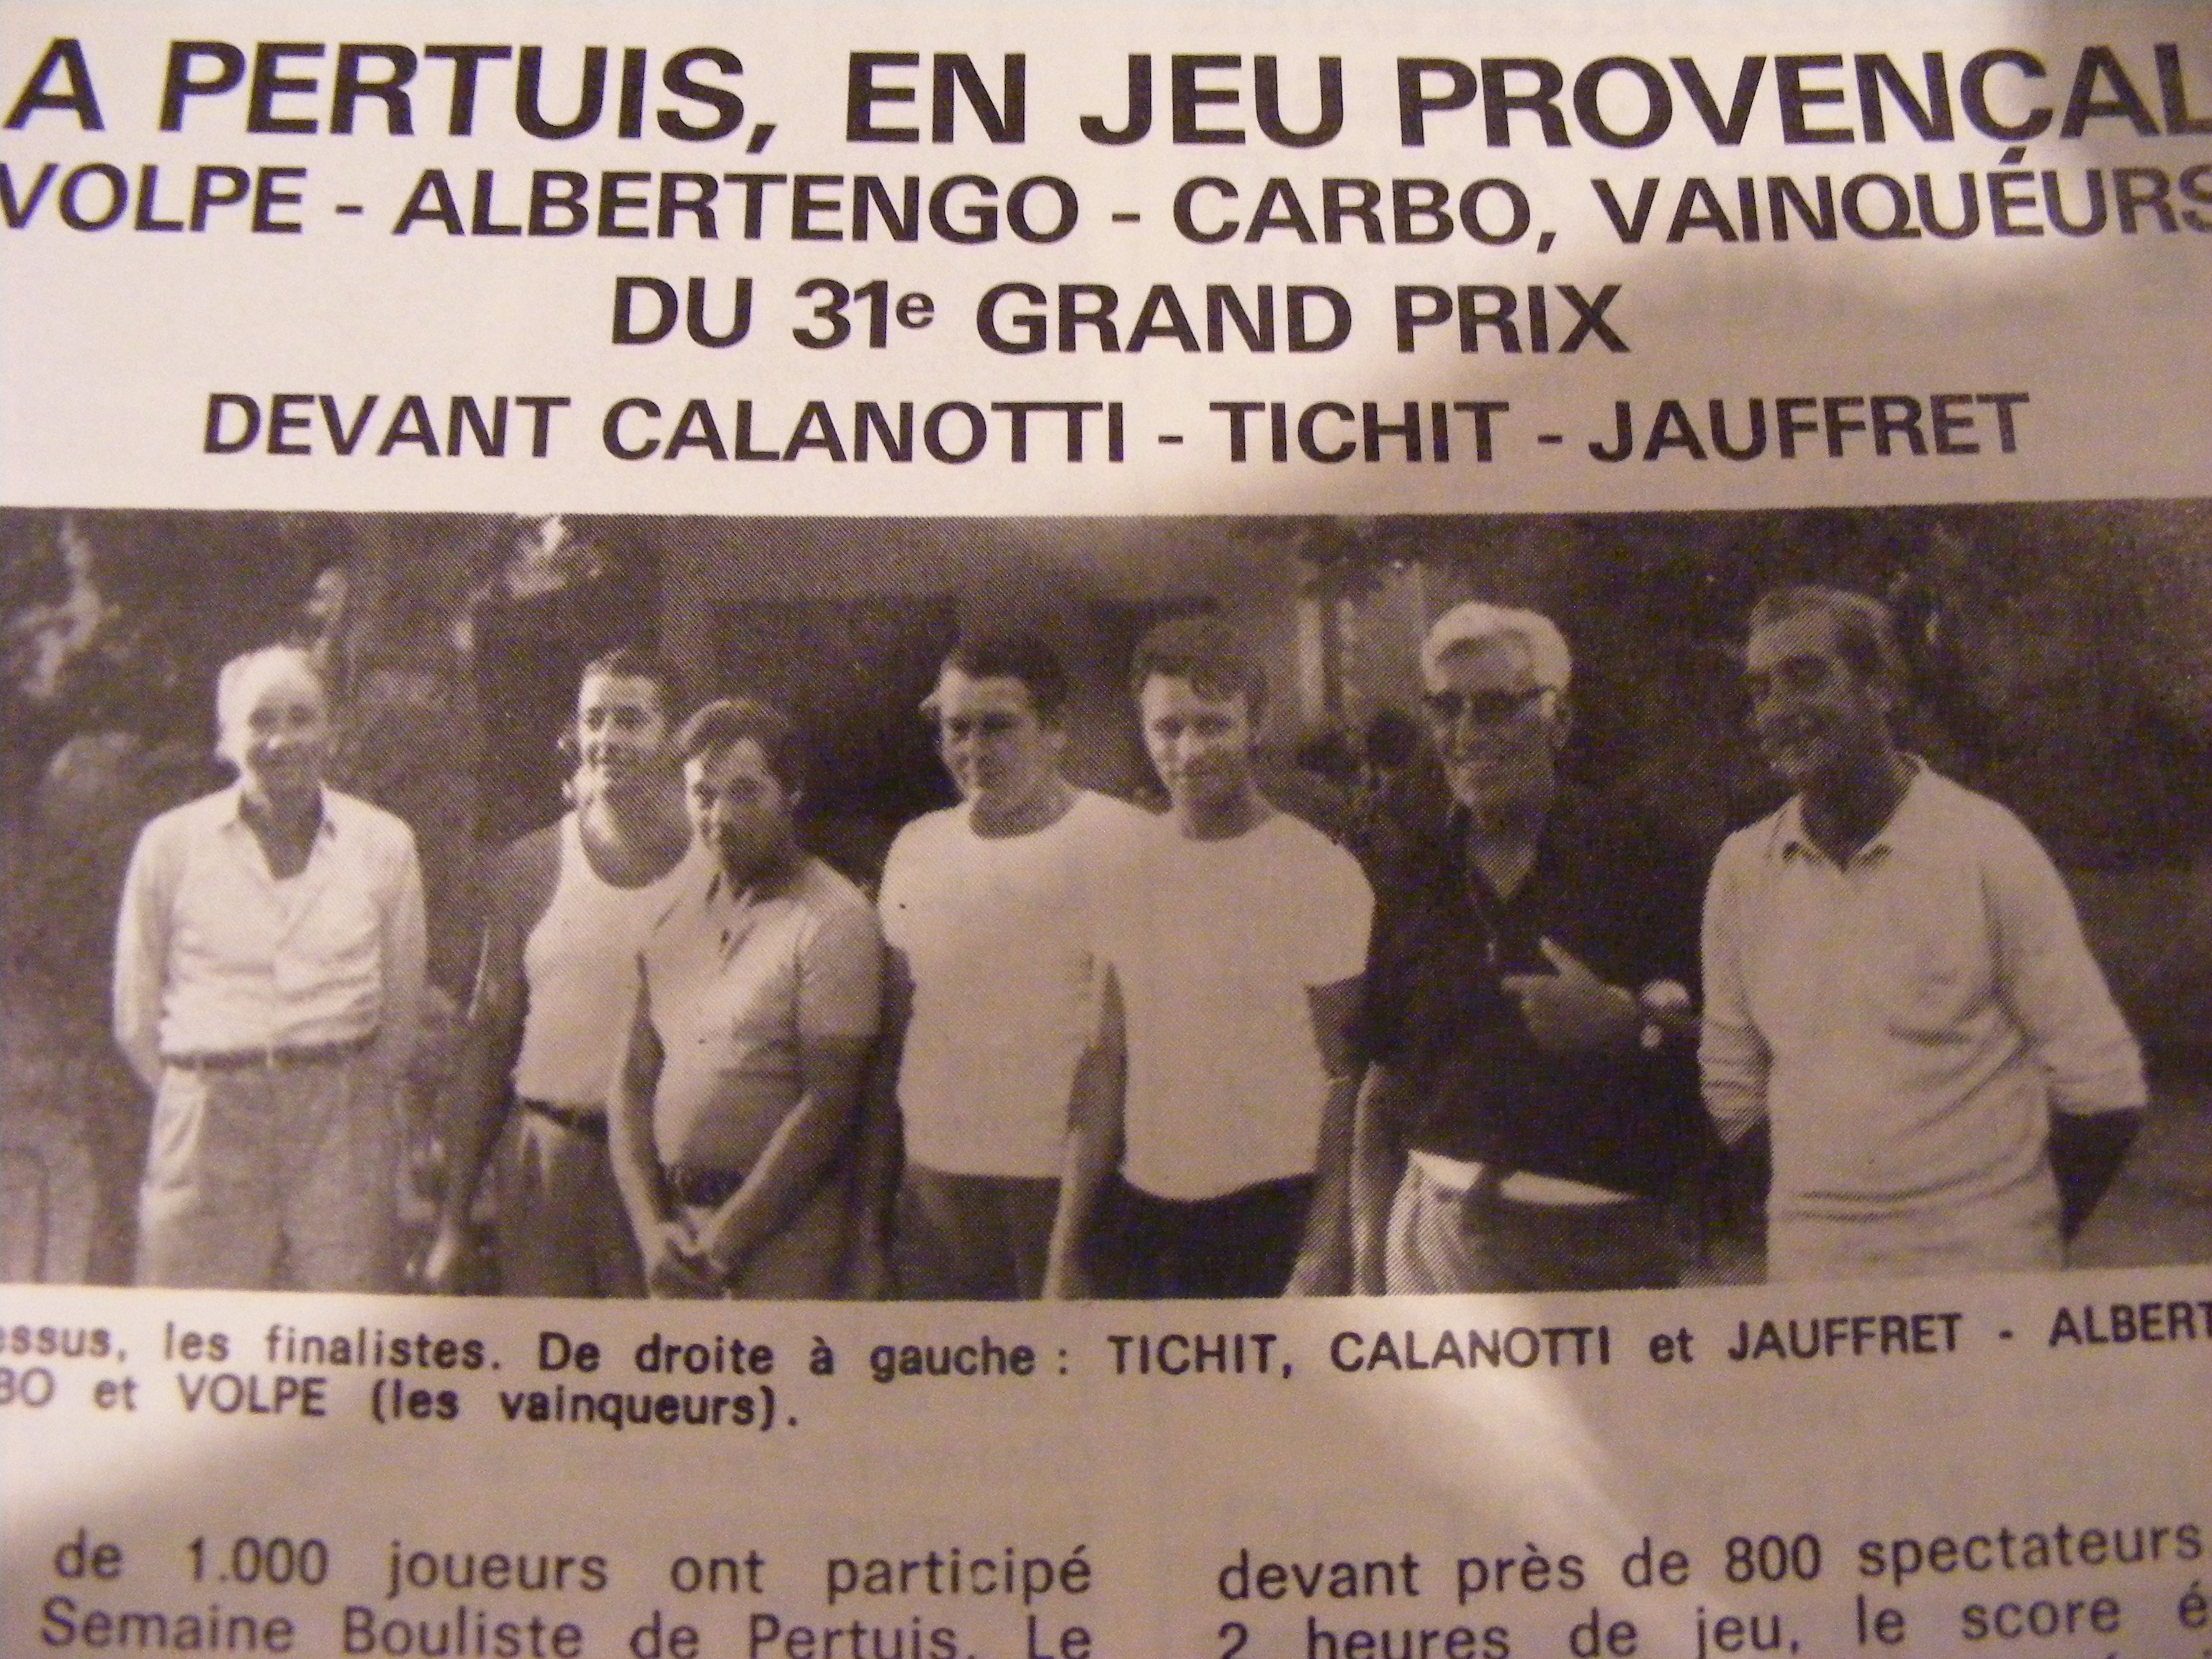 A PERTUIS, EN JEU PROVENÇAL
VOLPE - ALBERTENGO - CARBO, VAINQUEURS
DU 31e GRAND PRIX
DEVANT CALANOTTI - TICHIT - JAUFFRET
essus, les finalistes. De droite à gauche : TICHIT, CALANOTTI et JAUFFRET - ALBERT
BO et VOLPE (les vainqueurs).
de 1.000 joueurs ont participé
Semaine Bouliste de Pertuis. Le
devant près de 800 spectateurs
2 heures de jeu, le score é